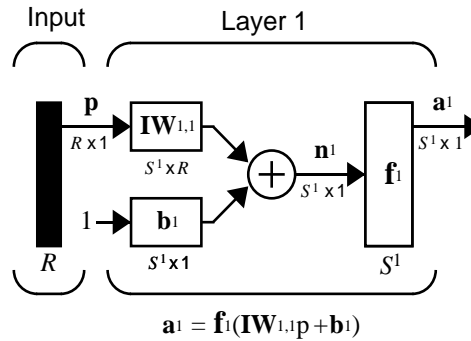 Input
Layer 1
p
R x 1
IW1,1
S1 x R
1
b1
S1 x 1
n1
S1 x 1
f1
a1
S1 x 1
R
S1
a1 = f1(IW1,1p + b1)